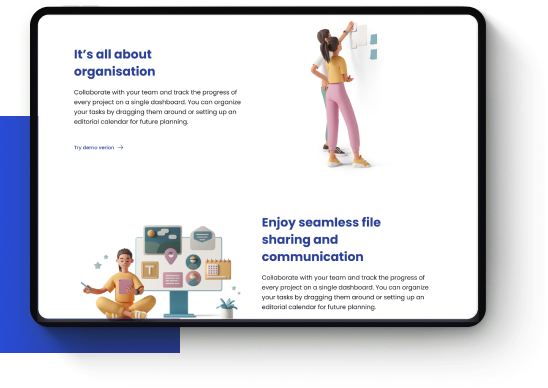 It's all about
organisation
Collaborate with your team and track the progress of
every project on a single dashboard. You can organize
your tasks by dragging them around or setting up an
editorial calendar for future planning.
Try demo verion →
Enjoy seamless file
sharing and
communication
Collaborate with your team and track the progress of
every project on a single dashboard. You can organize
your tasks by dragging them around or setting up an
editorial calendar for future planning.
T